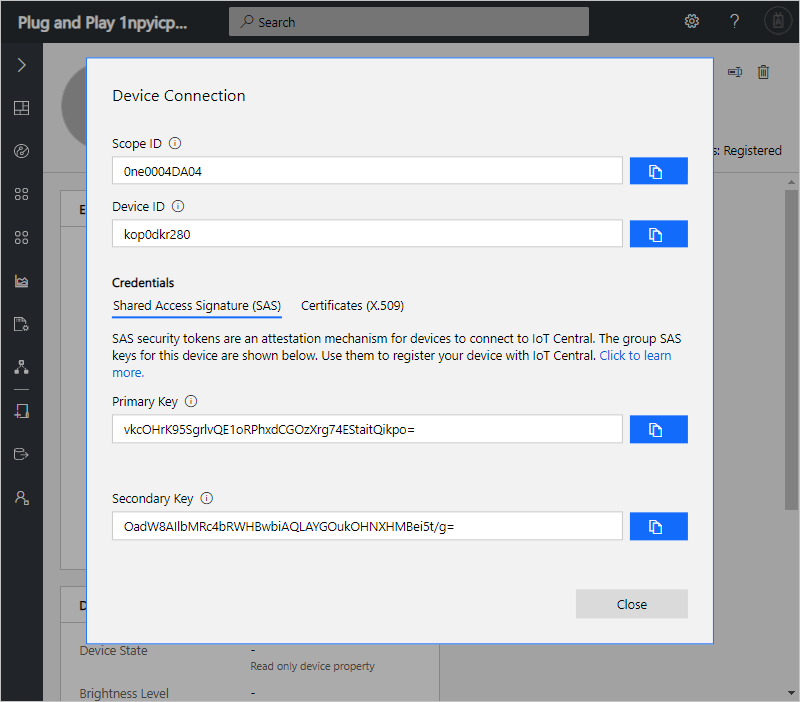 Plug and Play 1npyicp...
Search
?
Device Connection
Scope ID
0ne0004DA04
s: Registered
Device ID
kop0dkr280
E
Credentials
Shared Access Signature (SAS) Certificates (X.509)
SAS security tokens are an attestation mechanism for devices to connect to IoT Central. The group SAS
keys for this device are shown below. Use them to register your device with IoT Central. Click to learn
more.
Primary Key
vkcOHrK95SgrlvQE1oRPhxdCGOzXrg74EStaitQikpo=
Secondary Key
OadW8AIlbMRc4bRWHBwbiAQLAYGOukOHNXHMBei5t/g=
Close
D
Device State -
Read only device property
Brightness Level -